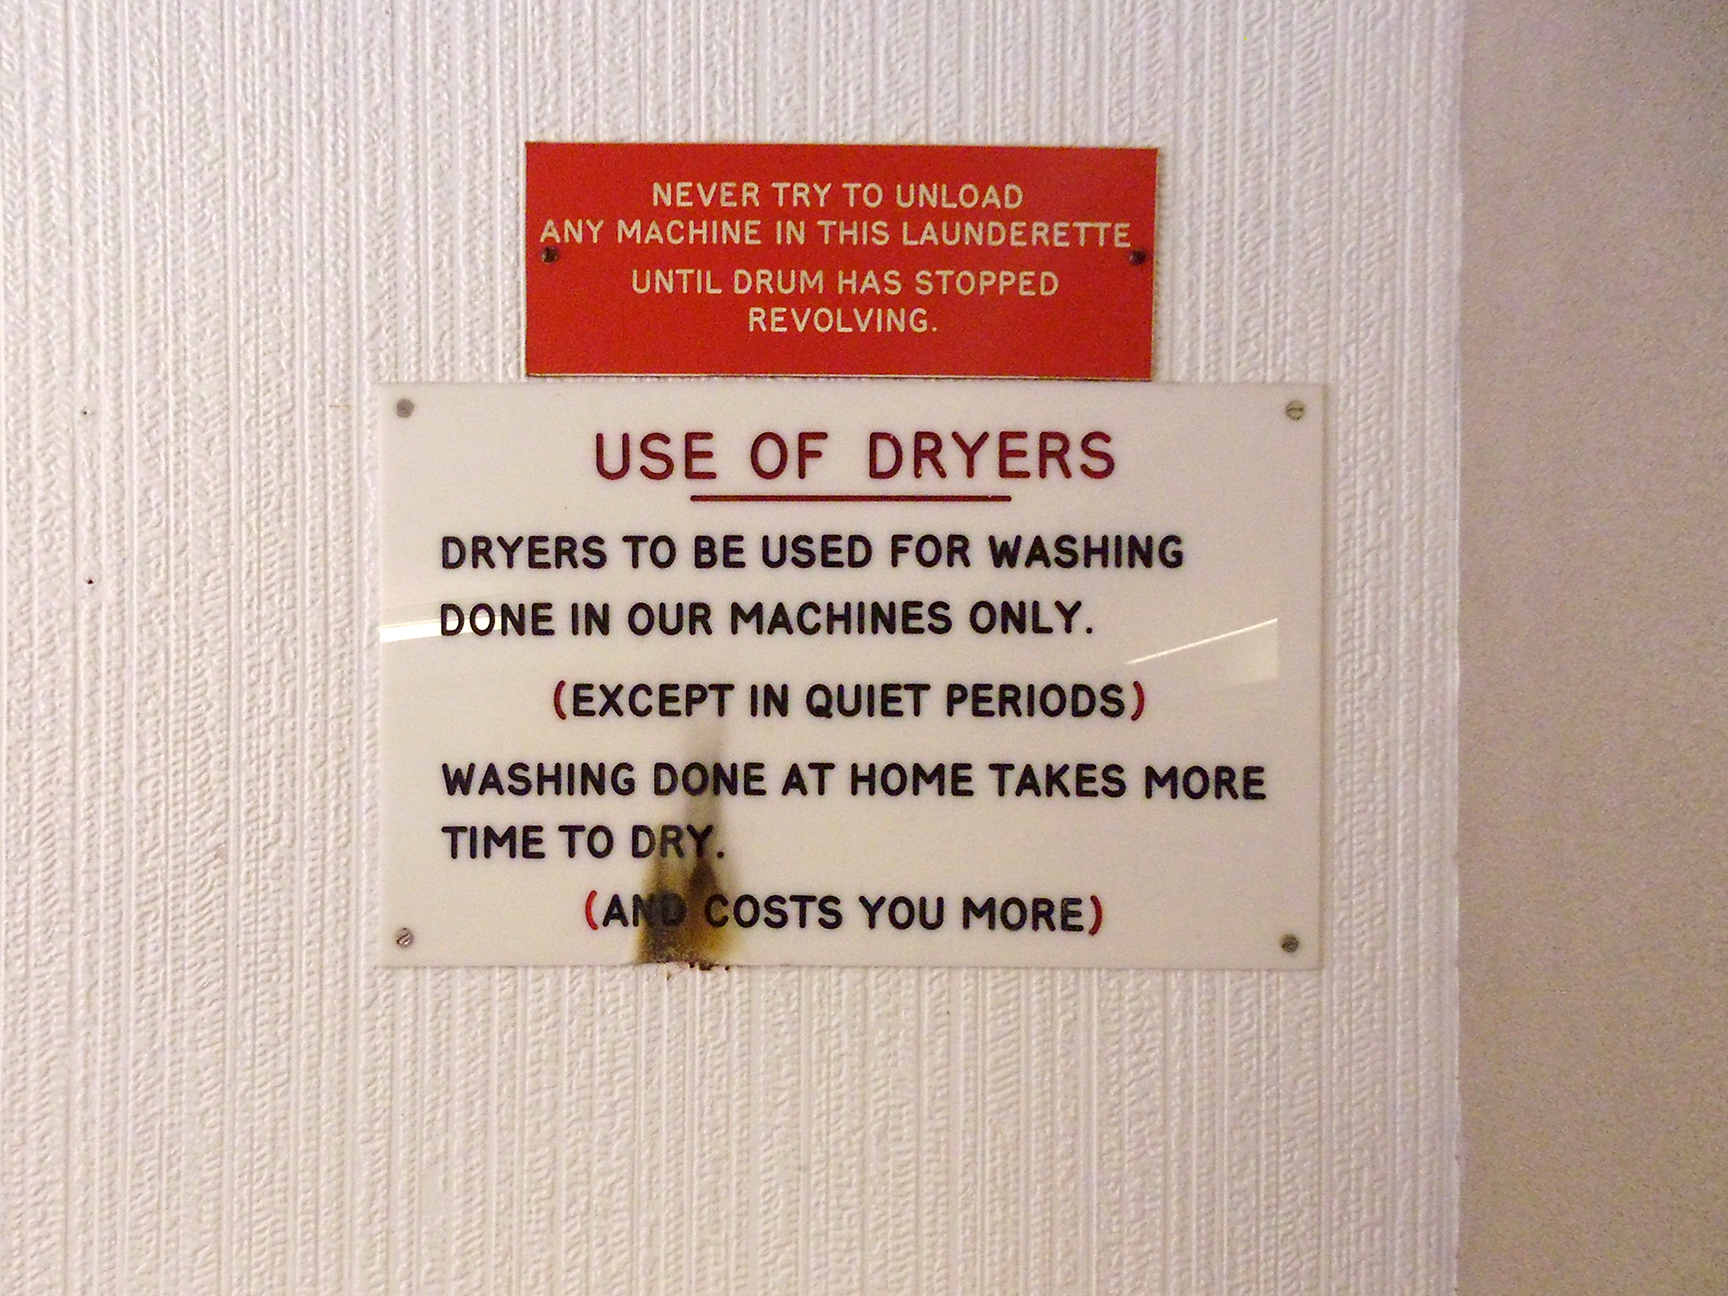 NEVER TRY TO UNLOAD
ANY MACHINE IN THIS LAUNDERETTE
UNTIL DRUM HAS STOPPED
REVOLVING.
USE OF DRYERS
DRYERS TO BE USED FOR WASHING
DONE IN OUR MACHINES ONLY.
(EXCEPT IN QUIET PERIODS)
WASHING DONE AT HOME TAKES MORE
TIME TO DRY.
(AND COSTS YOU MORE)